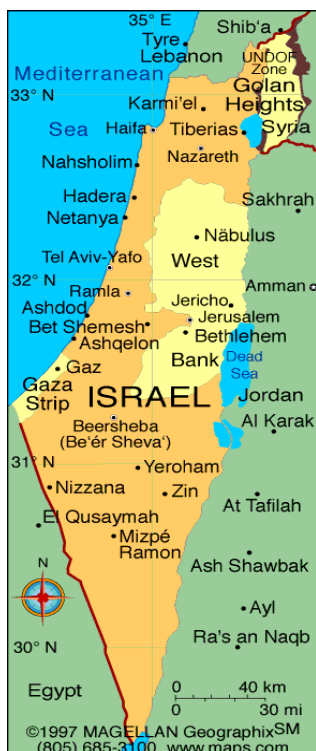 35° E
Shib'a
Tyre
Lebanon
UNDOF
Zone
Mediterranean
Golan
Heights
33° N
Karmi'el
Sea
Haifa
Tiberias
Syria
Nazareth
Nahsholim
Hadera
Sakhrah
Netanya
Näbulus
Tel Aviv-Yafo
West
32° N
Amman
Ramla
Jericho
Ashdod
Jerusalem
Bet Shemesh
Bethlehem
Ashqelon
Bank
Dead
Sea
Gaz
Gaza
Strip
ISRAEL
Jordan
Beersheba
(Be'ér Sheva')
Al Karak
31° N
Yeroham
Nizzana
Zin
At Tafilah
El Qusaymah
Mizpé
Ramon
Ash Shawbak
N
Ayl
Ra's an Naqb
30° N
Egypt
0 40 km
0 30 mi
©1997 MAGELLAN Geographix SM
(805) 685-3100 www.maps.com